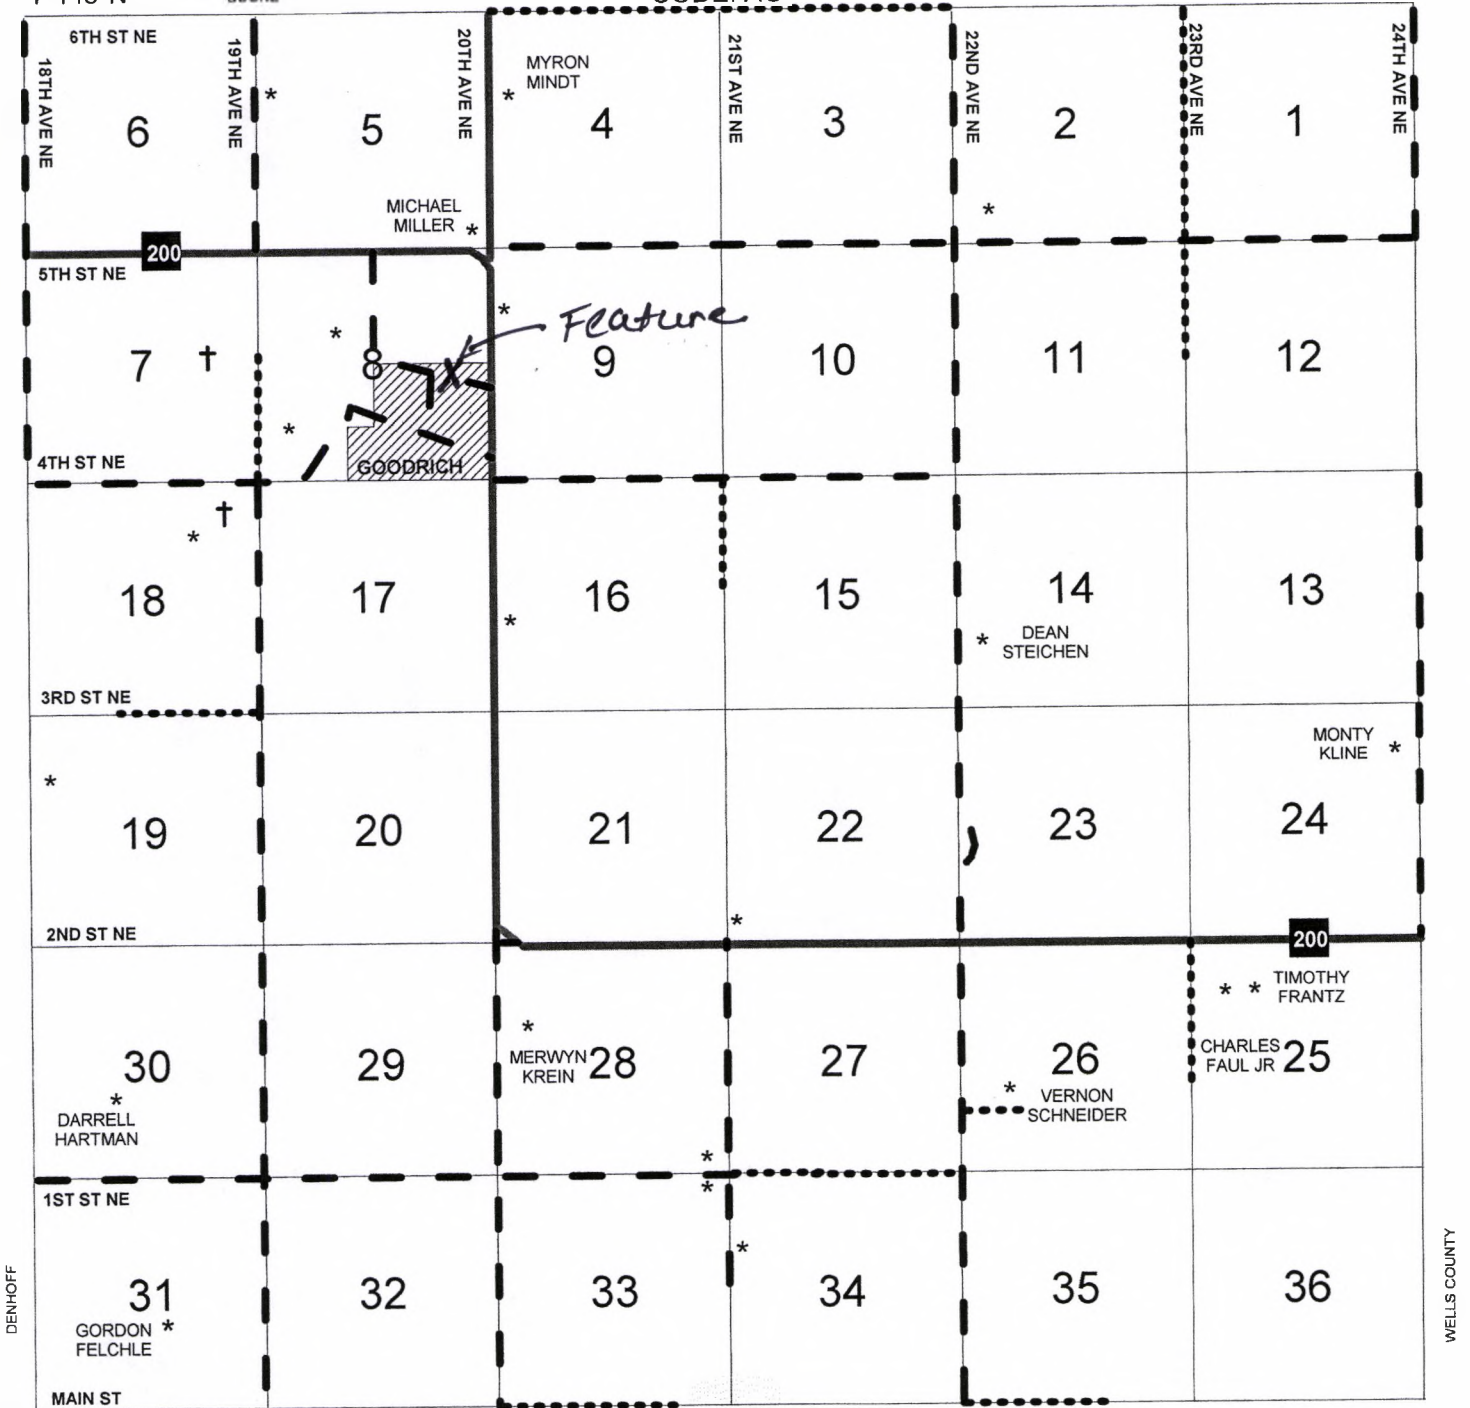 6TH ST NE
18TH AVE NE
19TH AVE NE
20TH AVE NE
21ST AVE NE
22ND AVE NE
23RD AVE NE
24TH AVE NE
MYRON
MINDT
*
*
6
5
4
3
2
1
MICHAEL
MILLER *
*
200
5TH ST NE
*
*
Feature
X
7
†
8
9
10
11
12
*
4TH ST NE
GOODRICH
†
*
18
17
16
15
14
13
*
* DEAN
STEICHEN
3RD ST NE
MONTY
KLINE *
*
19
20
21
22
23
24
*
2ND ST NE
200
* * TIMOTHY
FRANTZ
*
MERWYN
KREIN
30
29
28
27
26
25
CHARLES
FAUL JR
*
DARRELL
HARTMAN
*
VERNON
SCHNEIDER
*
*
1ST ST NE
*
31
32
33
34
35
36
GORDON *
FELCHLE
MAIN ST
DENHOFF
WELLS COUNTY